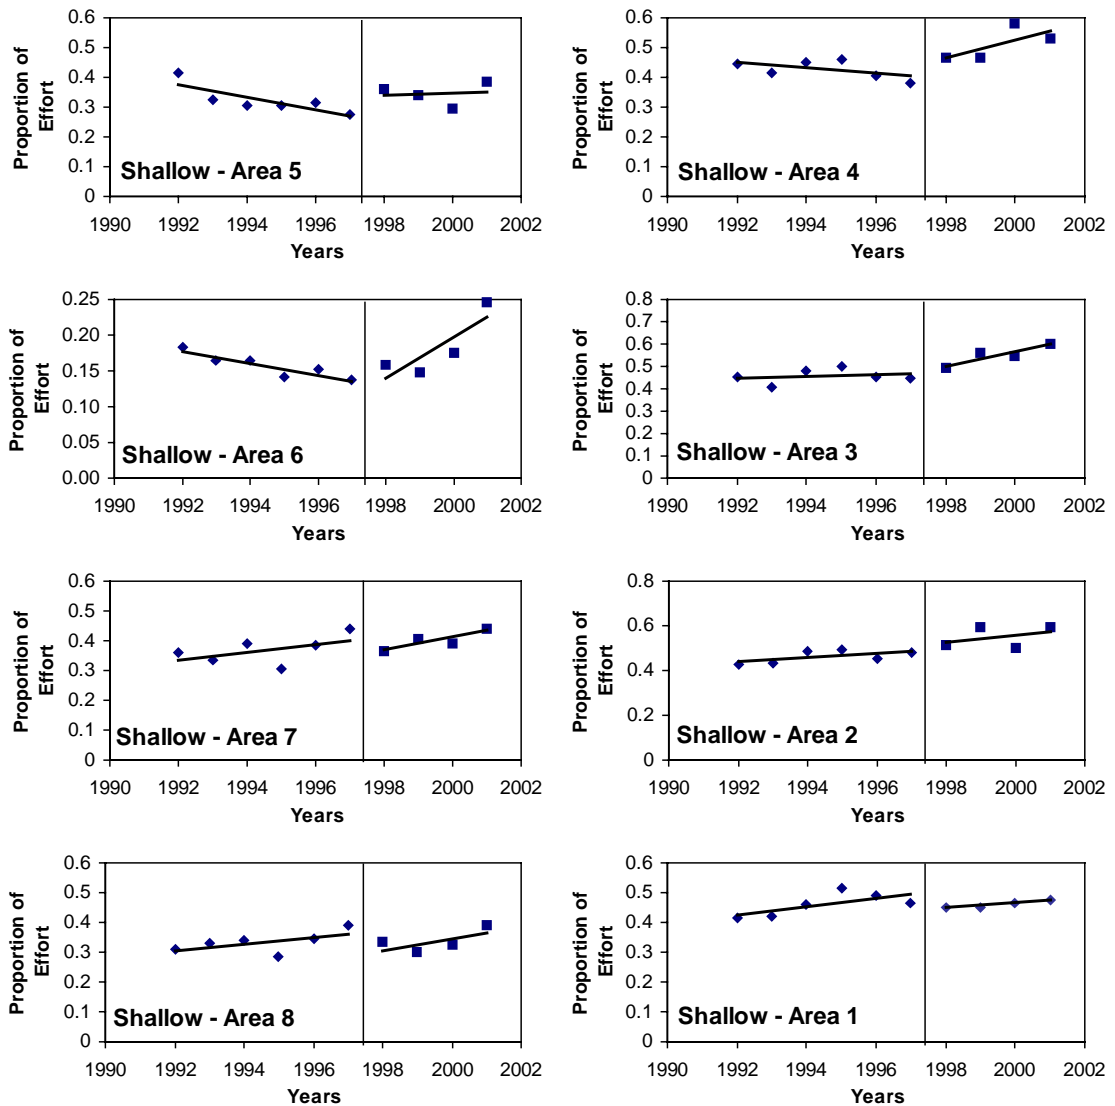 Proportion of
Effort
0.6
0.5
0.4
0.3
0.2
0.1
0
Shallow - Area 5
1990 1992 1994 1996 1998 2000 2002
Years
Proportion of
Effort
0.6
0.5
0.4
0.3
0.2
0.1
0
Shallow - Area 4
1990 1992 1994 1996 1998 2000 2002
Years
Proportion of
Effort
0.25
0.20
0.15
0.10
0.05
0.00
Shallow - Area 6
1990 1992 1994 1996 1998 2000 2002
Years
Proportion of
Effort
0.8
0.7
0.6
0.5
0.4
0.3
0.2
0.1
0
Shallow - Area 3
1990 1992 1994 1996 1998 2000 2002
Years
Proportion of
Effort
0.6
0.5
0.4
0.3
0.2
0.1
0
Shallow - Area 7
1990 1992 1994 1996 1998 2000 2002
Years
Proportion of
Effort
0.8
0.6
0.4
0.2
0
Shallow - Area 2
1990 1992 1994 1996 1998 2000 2002
Years
Proportion of
Effort
0.6
0.5
0.4
0.3
0.2
0.1
0
Shallow - Area 8
1990 1992 1994 1996 1998 2000 2002
Years
Proportion of
Effort
0.6
0.5
0.4
0.3
0.2
0.1
0
Shallow - Area 1
1990 1992 1994 1996 1998 2000 2002
Years